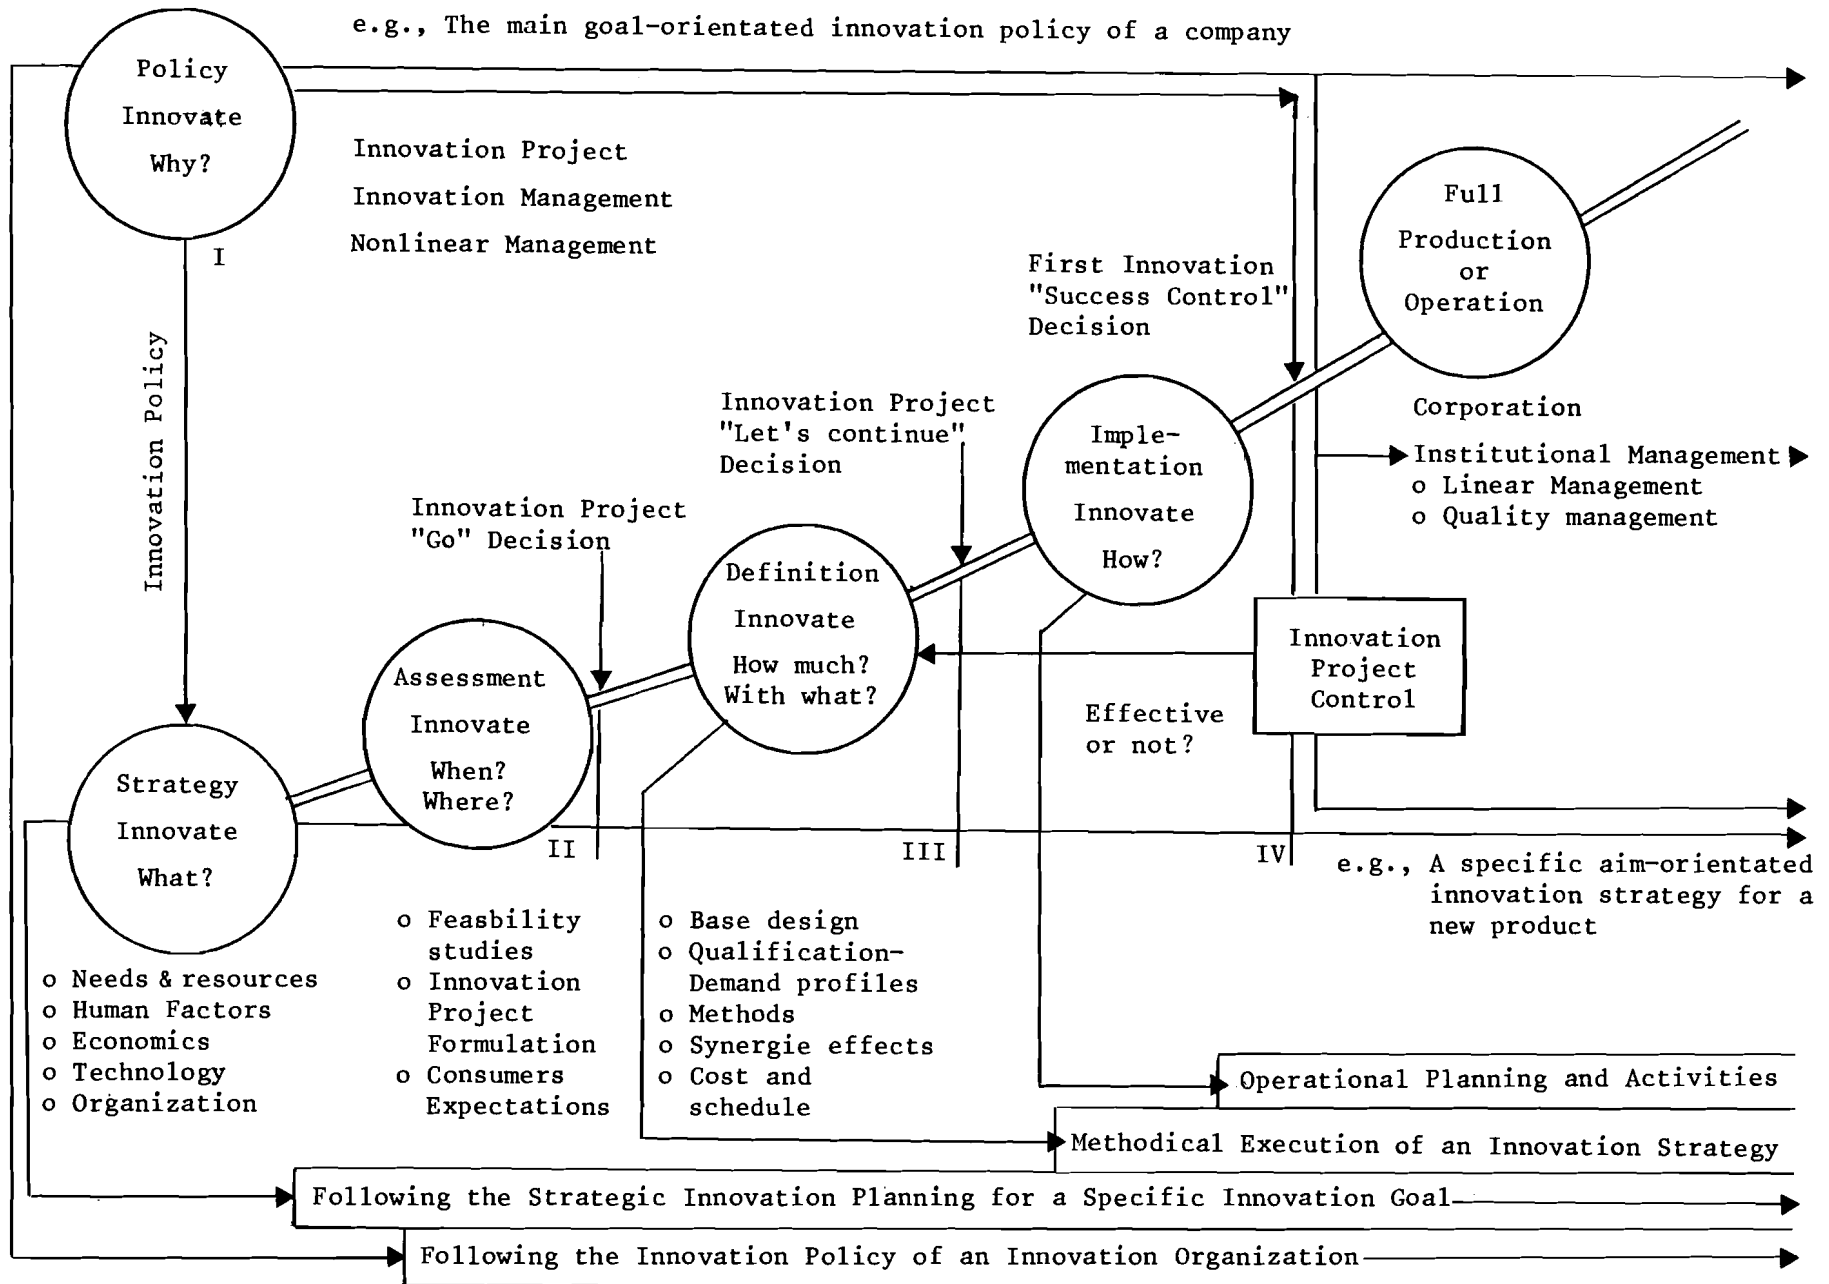 e.g., The main goal-orientated innovation policy of a company
Policy
Innovate
Why?
Innovation Project
Innovation Management
Nonlinear Management
I
Innovation Policy
Full
Production
or
Operation
First Innovation
"Success Control"
Decision
Corporation
Institutional Management
o Linear Management
o Quality management
Innovation Project
"Let's continue"
Decision
Imple-
mentation
Innovate
How?
Innovation Project
"Go" Decision
Definition
Innovate
How much?
With what?
Innovation
Project
Control
Effective
or not?
Assessment
Innovate
When?
Where?
Strategy
Innovate
What?
II
III
IV
e.g., A specific aim-orientated
innovation strategy for a
new product
o Needs & resources
o Human Factors
o Economics
o Technology
o Organization
o Feasbility
studies
o Innovation
Project
Formulation
o Consumers
Expectations
o Base design
o Qualification-
Demand profiles
o Methods
o Synergie effects
o Cost and
schedule
Operational Planning and Activities
Methodical Execution of an Innovation Strategy
Following the Strategic Innovation Planning for a Specific Innovation Goal
Following the Innovation Policy of an Innovation Organization